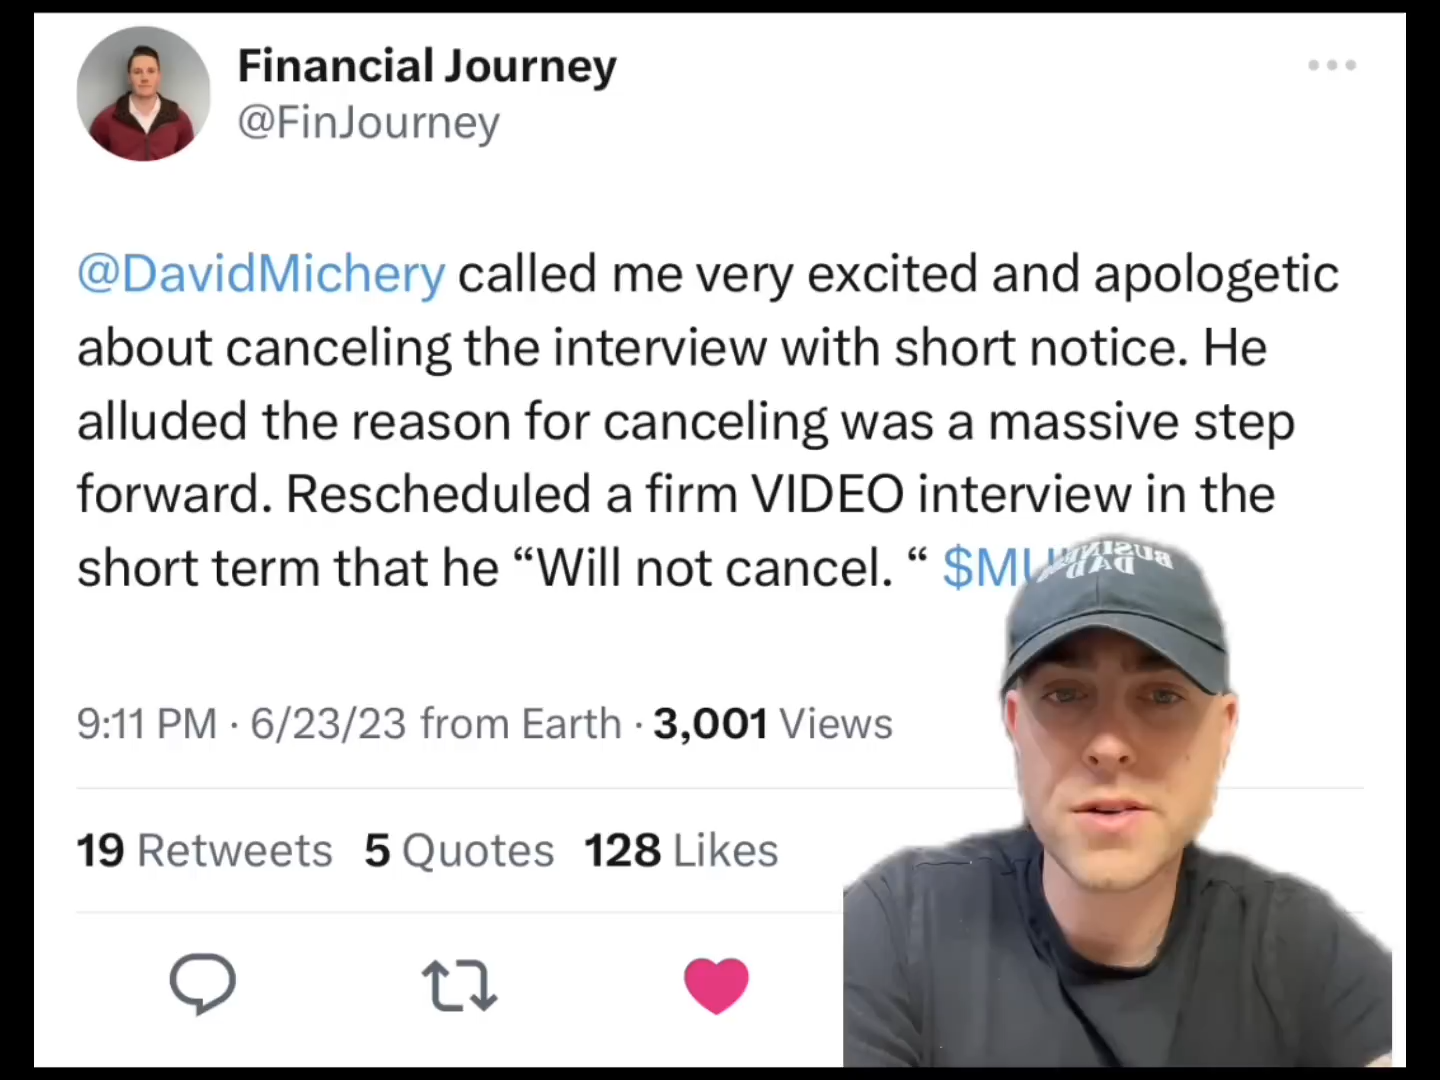 Financial Journey
@FinJourney
@DavidMichery called me very excited and apologetic
about canceling the interview with short notice. He
alluded the reason for canceling was a massive step
forward. Rescheduled a firm VIDEO interview in the
short term that he “Will not cancel. “
9:11 PM · 6/23/23 from Earth · 3,001 Views
19 Retweets 5 Quotes 128 Likes
BUSINESS
DAD